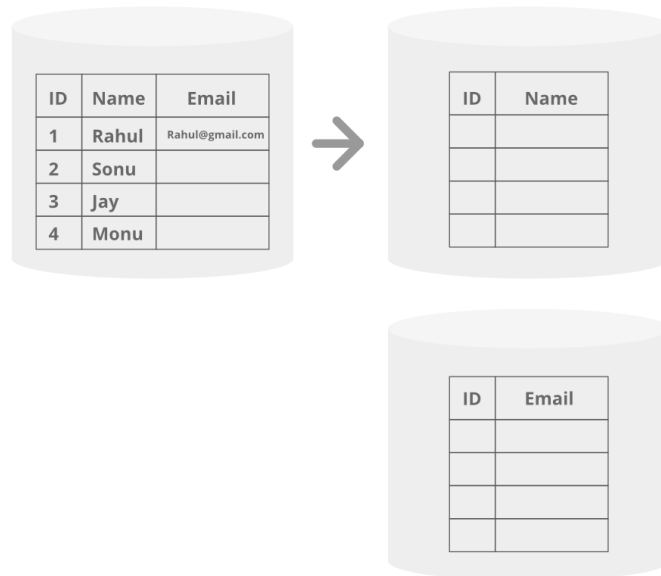 ID Name Email
1 Rahul Rahul@gmail.com
2 Sonu
3 Jay
4 Monu
ID Name
ID Email